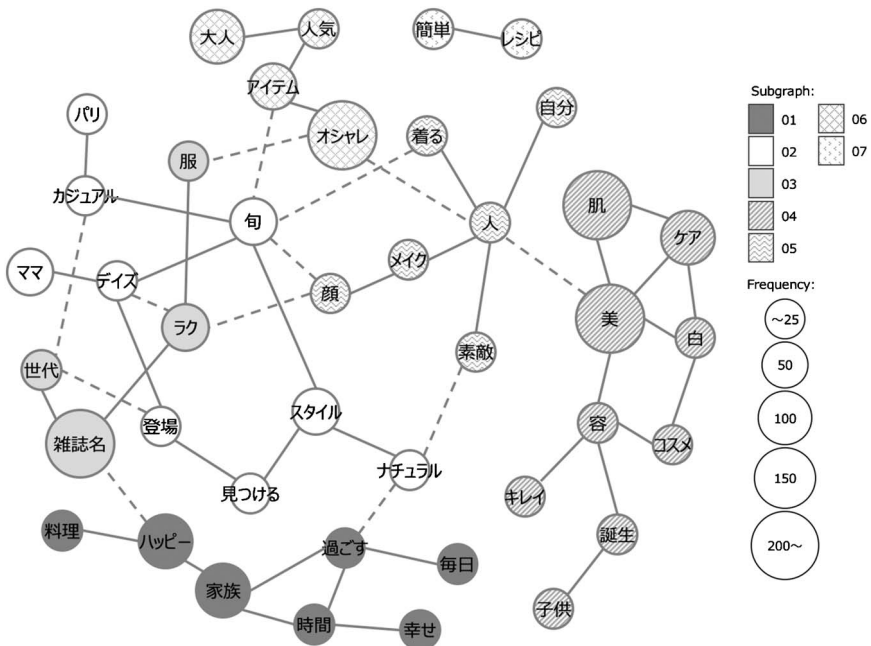 大人
人気
簡単
レシピ
アイテム
オシャレ
パリ
服
着る
自分
カジュアル
旬
人
肌
ケア
ママ
デイズ
メイク
顔
ラク
美
白
素敵
世代
雑誌名
登場
スタイル
容
コスメ
見つける
ナチュラル
キレイ
料理
ハッピー
過ごす
毎日
誕生
家族
時間
幸せ
子供
Subgraph:
01
02
03
04
05
06
07
Frequency:
～25
50
100
150
200～